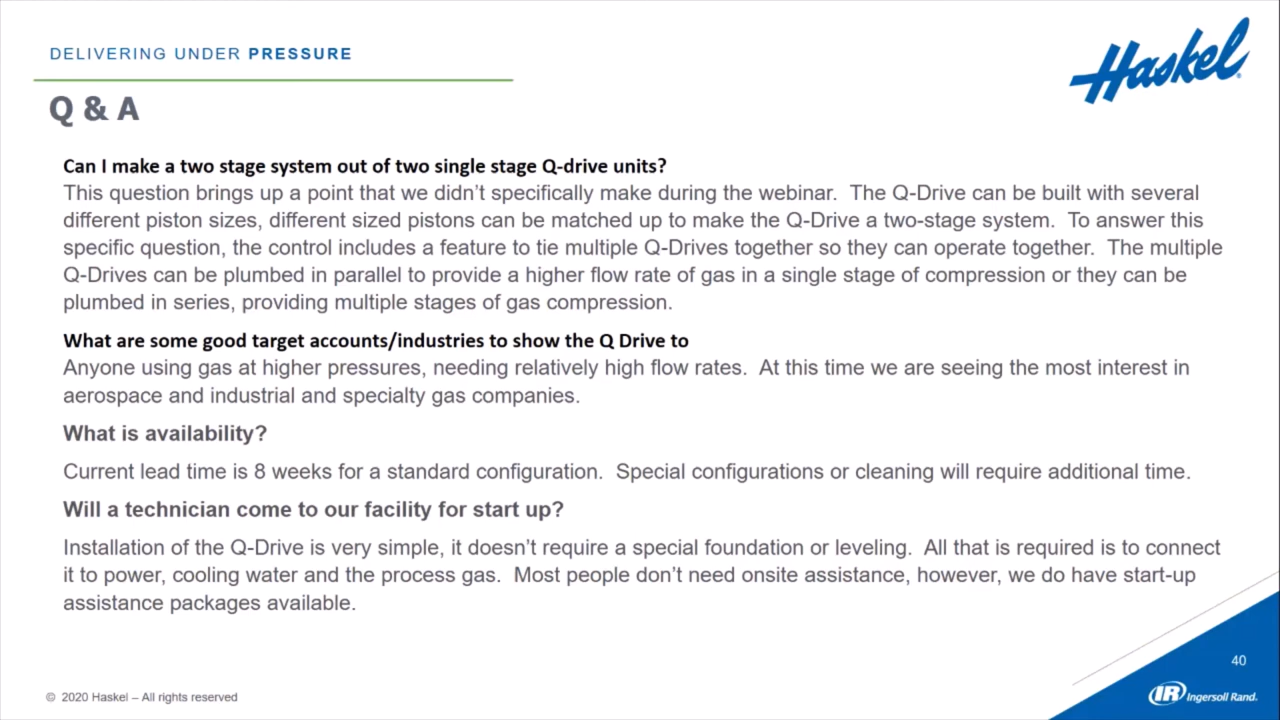 DELIVERING UNDER PRESSURE
Haskel
Q & A
Can I make a two stage system out of two single stage Q-drive units?
This question brings up a point that we didn't specifically make during the webinar.  The Q-Drive can be built with several
different piston sizes, different sized pistons can be matched up to make the Q-Drive a two-stage system.  To answer this
specific question, the control includes a feature to tie multiple Q-Drives together so they can operate together.  The multiple
Q-Drives can be plumbed in parallel to provide a higher flow rate of gas in a single stage of compression or they can be
plumbed in series, providing multiple stages of gas compression.
What are some good target accounts/industries to show the Q Drive to
Anyone using gas at higher pressures, needing relatively high flow rates.  At this time we are seeing the most interest in
aerospace and industrial and specialty gas companies.
What is availability?
Current lead time is 8 weeks for a standard configuration.  Special configurations or cleaning will require additional time.
Will a technician come to our facility for start up?
Installation of the Q-Drive is very simple, it doesn't require a special foundation or leveling.  All that is required is to connect
it to power, cooling water and the process gas.  Most people don't need onsite assistance, however, we do have start-up
assistance packages available.
40
© 2020 Haskel – All rights reserved
IR Ingersoll Rand.